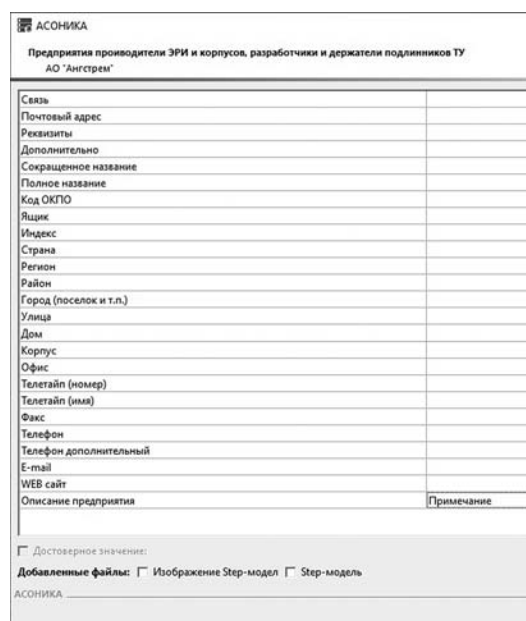 АСОНИКА
Предприятия проиводители ЭРИ и корпусов, разработчики и держатели подлинников ТУ
АО "Ангстрем"
Связь
Почтовый адрес
Реквизиты
Дополнительно
Сокращенное название
Полное название
Код ОКПО
Ящик
Индекс
Страна
Регион
Район
Город (поселок и т.п.)
Улица
Дом
Корпус
Офис
Телетайп (номер)
Телетайп (имя)
Факс
Телефон
Телефон дополнительный
E-mail
WEB сайт
Описание предприятия Примечание
Достоверное значение:
Добавленные файлы: Изображение Step-модел Step-модель
АСОНИКА